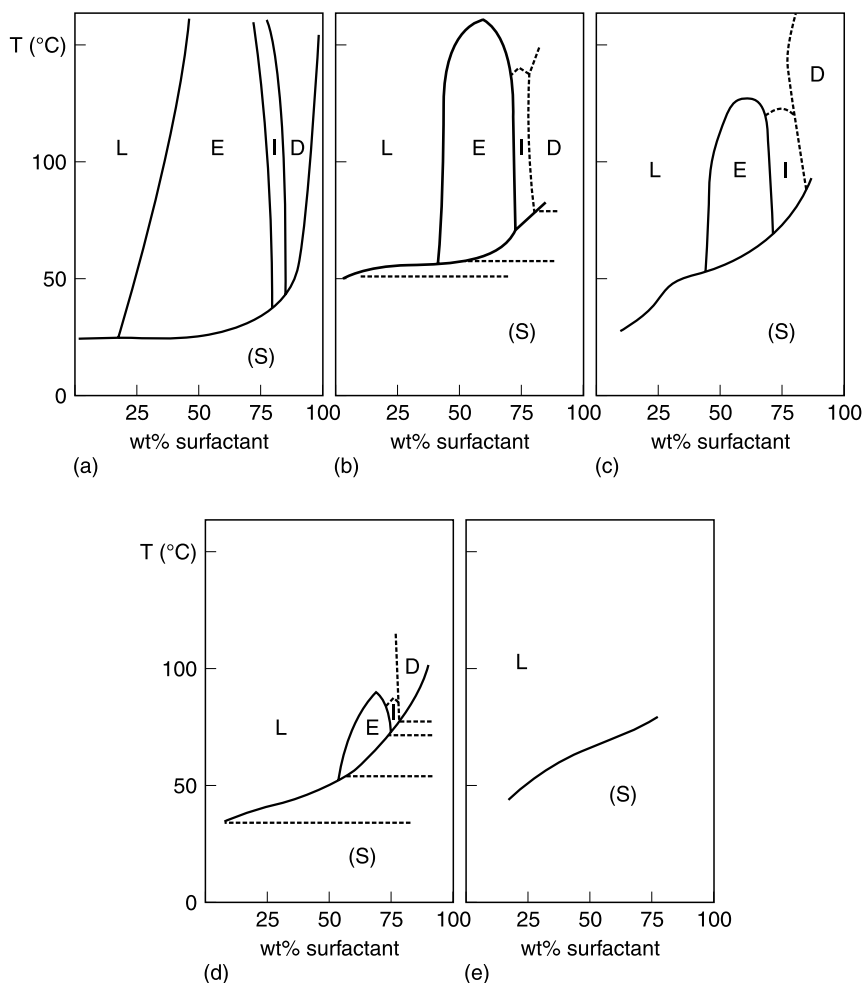 T (°C)
L E I D
L E I D
D
L E I
100
50
(S)
(S)
(S)
0
25 50 75 100
25 50 75 100
25 50 75 100
wt% surfactant
wt% surfactant
wt% surfactant
(a)
(b)
(c)
T (°C)
100
D
L
L E I
50
(S)
(S)
0
25 50 75 100
25 50 75 100
wt% surfactant
wt% surfactant
(d)
(e)